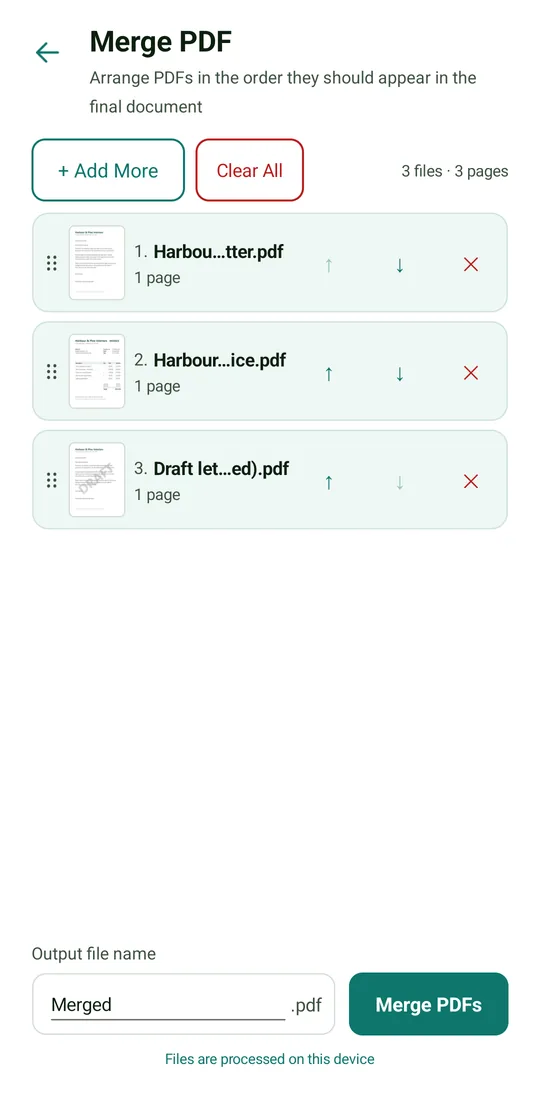 Merge PDF
Arrange PDFs in the order they should appear in the
final document
+ Add More
Clear All
3 files · 3 pages
1. Harbou...tter.pdf
1 page
2. Harbour...ice.pdf
1 page
DRAFT
3. Draft let...ed).pdf
1 page
Output file name
Merged
.pdf
Merge PDFs
Files are processed on this device